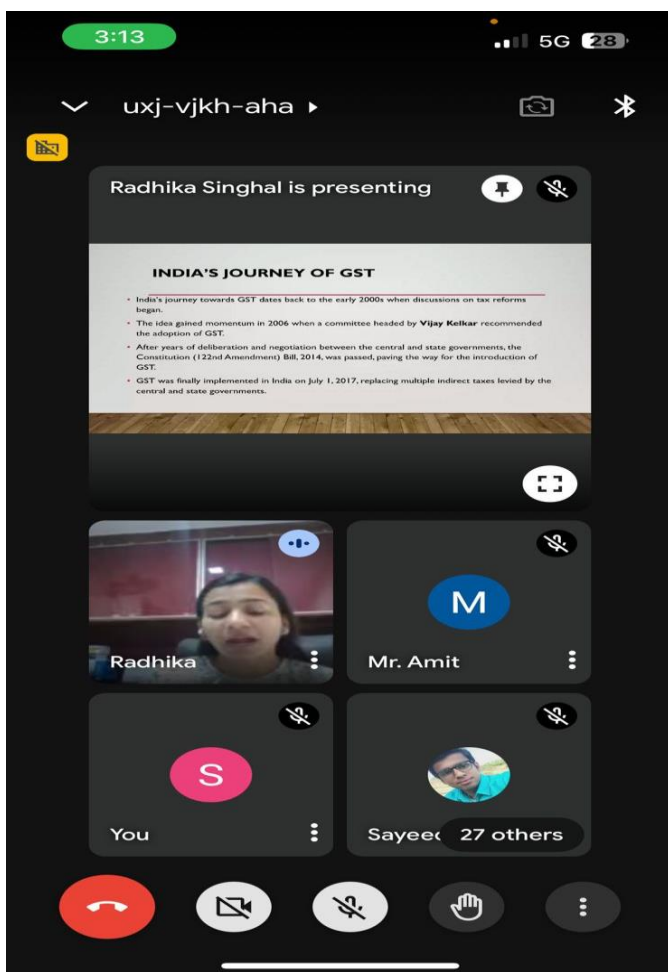 3:13
5G 28
uxj-vjkh-aha
Radhika Singhal is presenting
INDIA'S JOURNEY OF GST
• India's journey towards GST dates back to the early 2000s when discussions on tax reforms
began.
• The idea gained momentum in 2006 when a committee headed by Vijay Kelkar recommended
the adoption of GST.
• After years of deliberation and negotiation between the central and state governments, the
Constitution (122nd Amendment) Bill, 2014, was passed, paving the way for the introduction of
GST.
• GST was finally implemented in India on July 1, 2017, replacing multiple indirect taxes levied by the
central and state governments.
Radhika
M
Mr. Amit
S
You
Sayeed
27 others